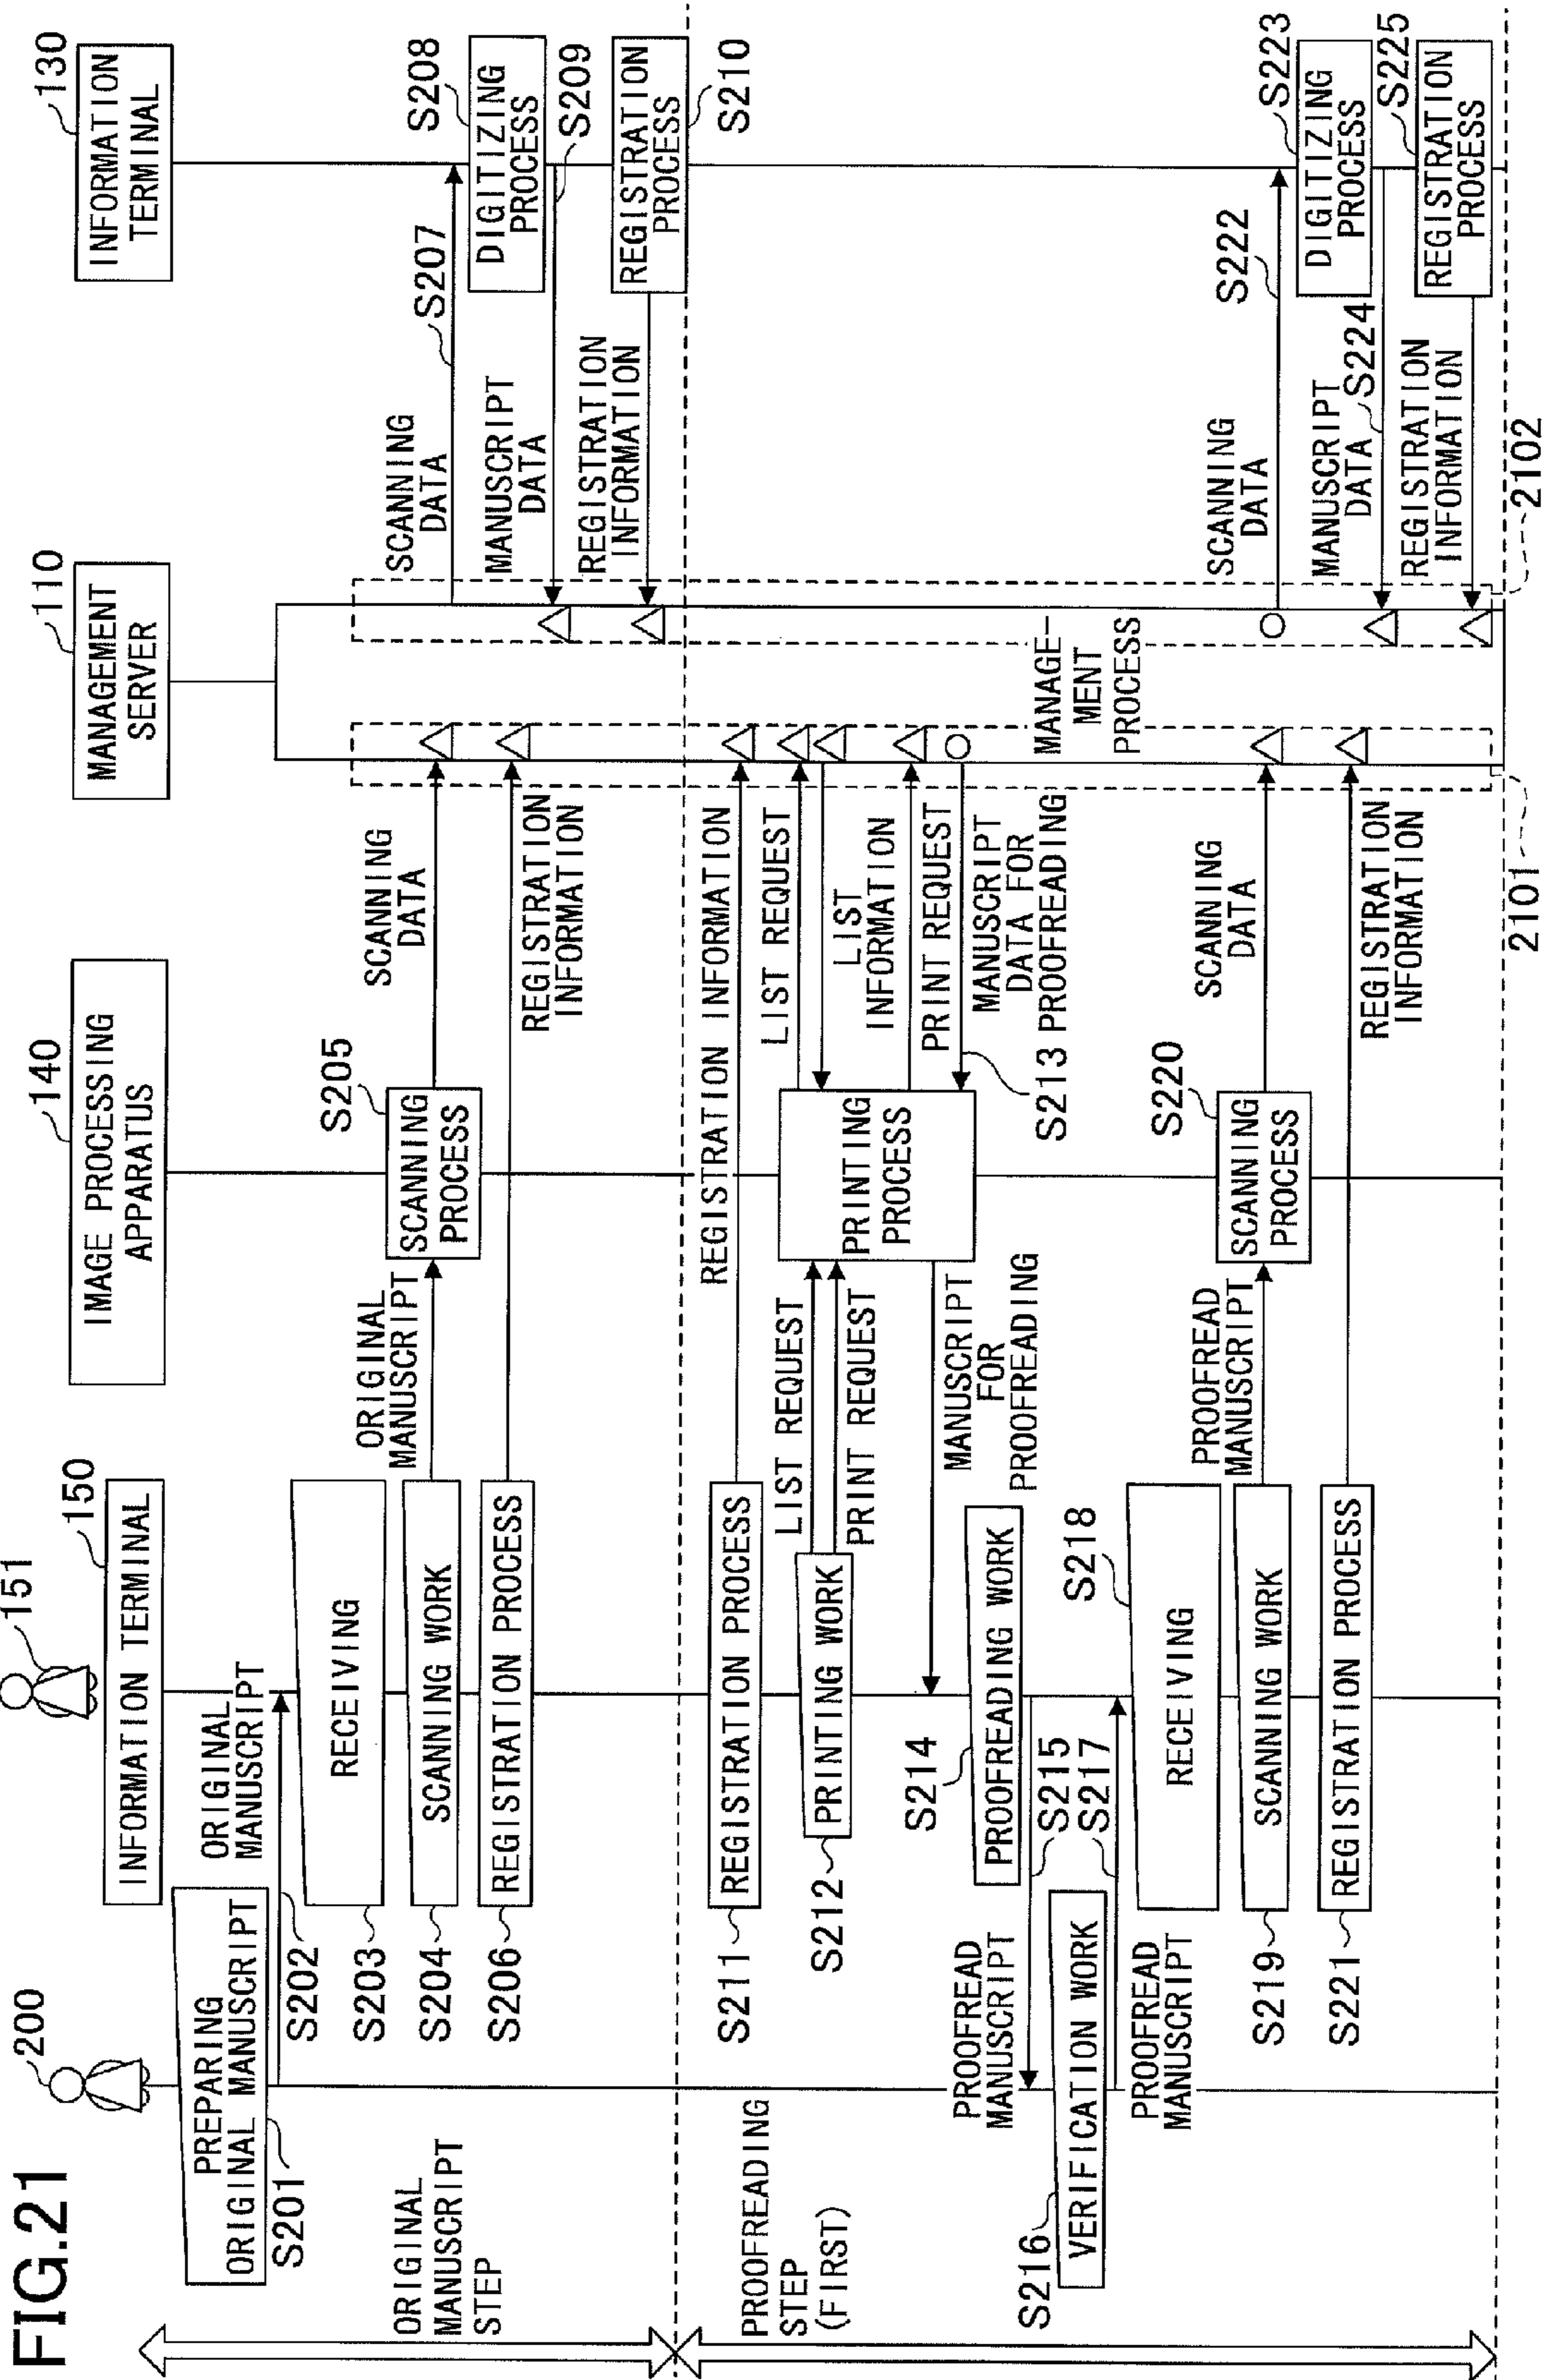 FIG.21
200
151
150
INFORMATION TERMINAL
140
IMAGE PROCESSING
APPARATUS
110
MANAGEMENT
SERVER
130
INFORMATION
TERMINAL
PREPARING
ORIGINAL MANUSCRIPT
S201
ORIGINAL
MANUSCRIPT
S202
RECEIVING
S203
SCANNING WORK
S204
ORIGINAL
MANUSCRIPT
SCANNING
PROCESS
S205
SCANNING
DATA
REGISTRATION PROCESS
S206
REGISTRATION
INFORMATION
SCANNING
DATA
S207
DIGITIZING
PROCESS
S208
MANUSCRIPT
DATA
S209
REGISTRATION
INFORMATION
REGISTRATION
PROCESS
S210
ORIGINAL
MANUSCRIPT
STEP
PROOFREADING
STEP
(FIRST)
REGISTRATION PROCESS
S211
REGISTRATION INFORMATION
PRINTING WORK
S212
LIST REQUEST
PRINT REQUEST
PRINTING
PROCESS
LIST REQUEST
LIST
INFORMATION
PRINT REQUEST
MANUSCRIPT
DATA FOR
PROOFREADING
S213
MANUSCRIPT
FOR
PROOFREADING
PROOFREADING WORK
S214
PROOFREAD
MANUSCRIPT
S215
VERIFICATION WORK
S216
PROOFREAD
MANUSCRIPT
S217
RECEIVING
S218
SCANNING WORK
S219
PROOFREAD
MANUSCRIPT
SCANNING
PROCESS
S220
SCANNING
DATA
REGISTRATION PROCESS
S221
REGISTRATION
INFORMATION
MANAGE-
MENT
PROCESS
SCANNING
DATA
S222
DIGITIZING
PROCESS
S223
MANUSCRIPT
DATA
S224
REGISTRATION
INFORMATION
REGISTRATION
PROCESS
S225
2101
2102